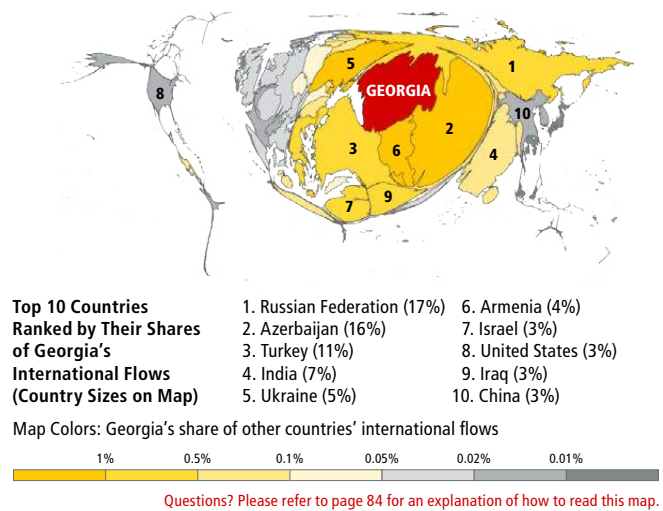 5
1
GEORGIA
8
10
2
3
6
4
9
7
Top 10 Countries
Ranked by Their Shares
of Georgia's
International Flows
(Country Sizes on Map)
1. Russian Federation (17%)
2. Azerbaijan (16%)
3. Turkey (11%)
4. India (7%)
5. Ukraine (5%)
6. Armenia (4%)
7. Israel (3%)
8. United States (3%)
9. Iraq (3%)
10. China (3%)
Map Colors: Georgia's share of other countries' international flows
1% 0.5% 0.1% 0.05% 0.02% 0.01%
Questions? Please refer to page 84 for an explanation of how to read this map.